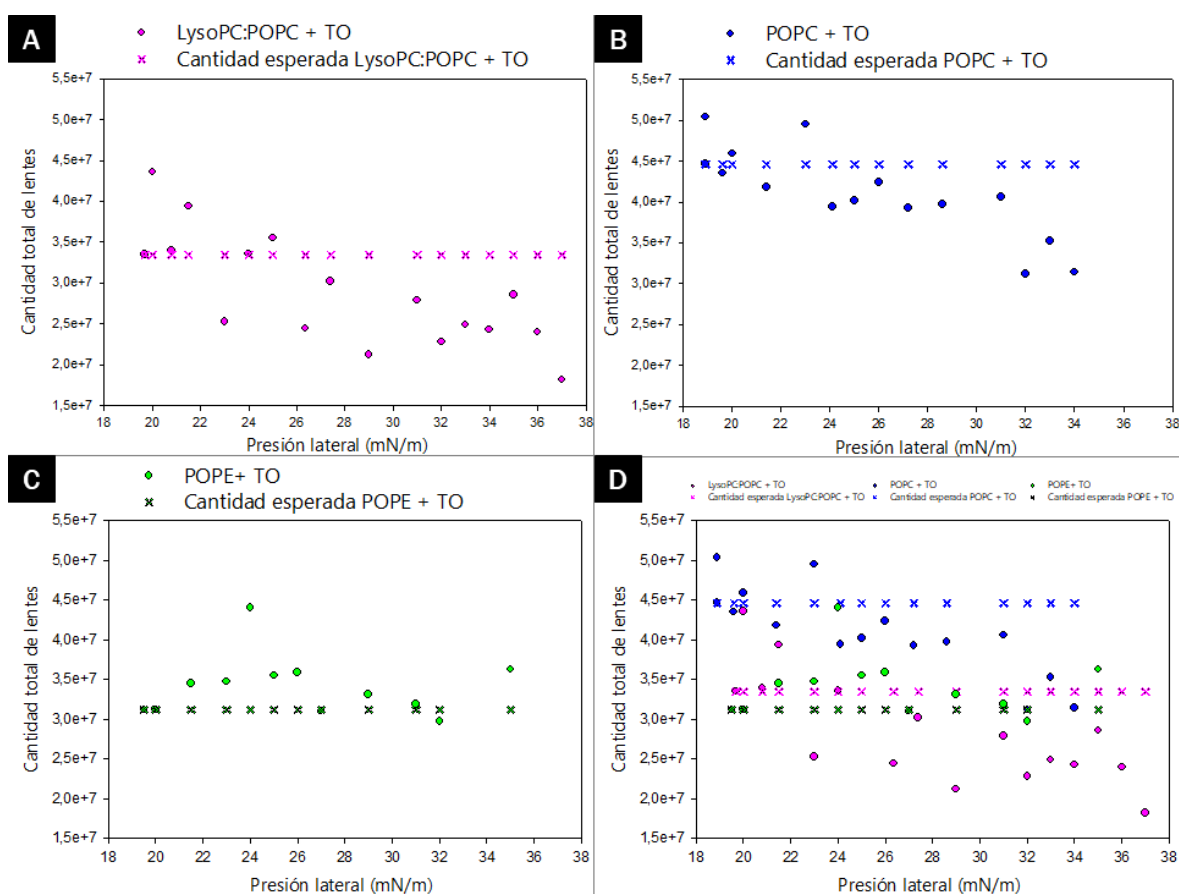 A
LysoPC:POPC + TO
Cantidad esperada LysoPC:POPC + TO
5,5e+7
5,0e+7
4,5e+7
4,0e+7
3,5e+7
3,0e+7
2,5e+7
2,0e+7
1,5e+7
Cantidad total de lentes
18 20 22 24 26 28 30 32 34 36 38
Presión lateral (mN/m)
B
POPC + TO
Cantidad esperada POPC + TO
5,5e+7
5,0e+7
4,5e+7
4,0e+7
3,5e+7
3,0e+7
2,5e+7
2,0e+7
1,5e+7
Cantidad total de lentes
18 20 22 24 26 28 30 32 34 36 38
Presión lateral (mN/m)
C
POPE+ TO
Cantidad esperada POPE + TO
5,5e+7
5,0e+7
4,5e+7
4,0e+7
3,5e+7
3,0e+7
2,5e+7
2,0e+7
1,5e+7
Cantidad total de lentes
18 20 22 24 26 28 30 32 34 36 38
Presión lateral (mN/m)
D
LysoPC:POPC + TO POPC + TO POPE+ TO
Cantidad esperada LysoPC:POPC + TO Cantidad esperada POPC + TO Cantidad esperada POPE + TO
5,5e+7
5,0e+7
4,5e+7
4,0e+7
3,5e+7
3,0e+7
2,5e+7
2,0e+7
1,5e+7
Cantidad total de lentes
18 20 22 24 26 28 30 32 34 36 38
Presión lateral (mN/m)